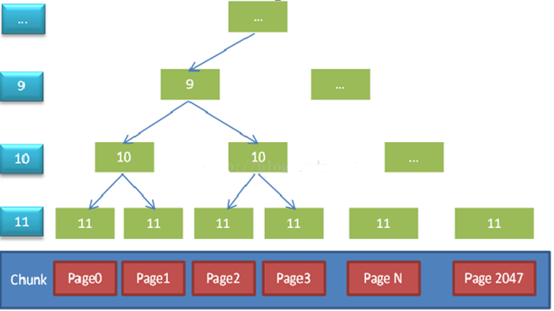 ... ...
9 9 ...
10 10 10 ...
11 11 11 11 11 11 11
Chunk Page0 Page1 Page2 Page3 Page N Page 2047